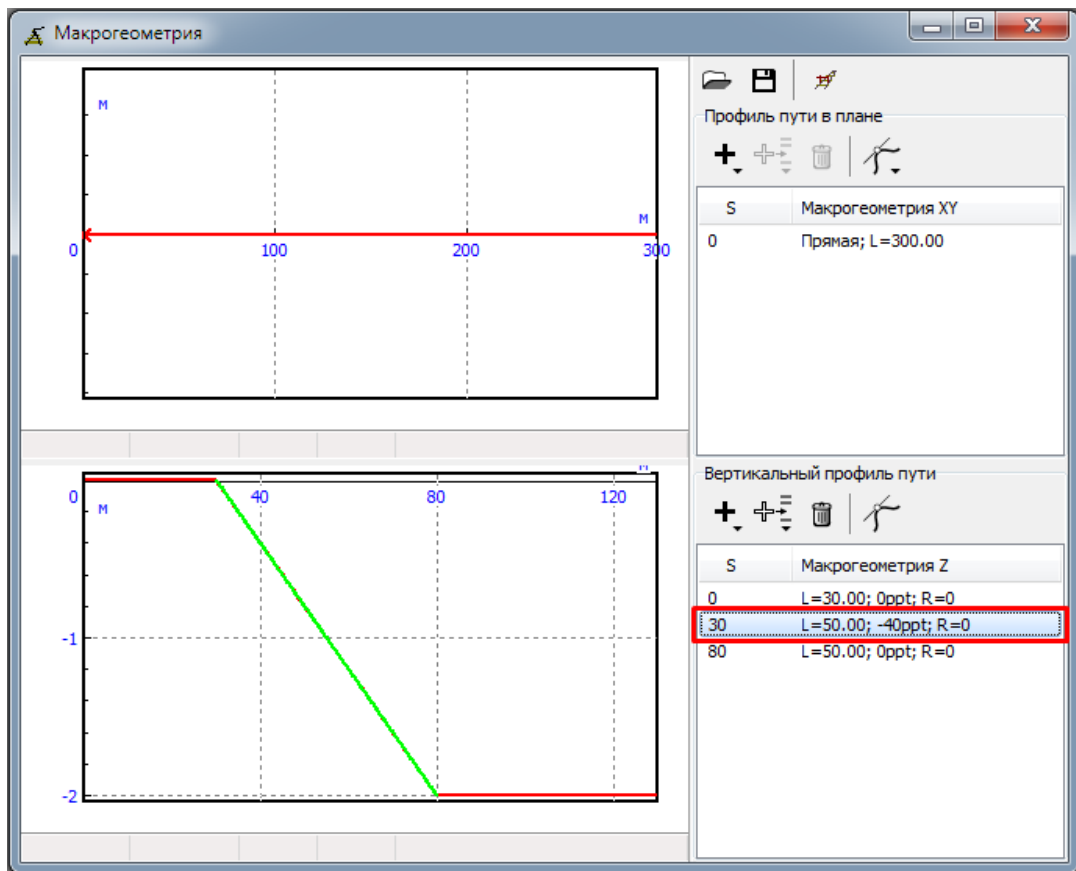 Макрогеометрия
М
М
0 100 200 300
Профиль пути в плане
S Макрогеометрия XY
0 Прямая; L=300.00
М
0 40 80 120
М
-1
-2
Вертикальный профиль пути
S Макрогеометрия Z
0 L=30.00; 0ppt; R=0
30 L=50.00; -40ppt; R=0
80 L=50.00; 0ppt; R=0